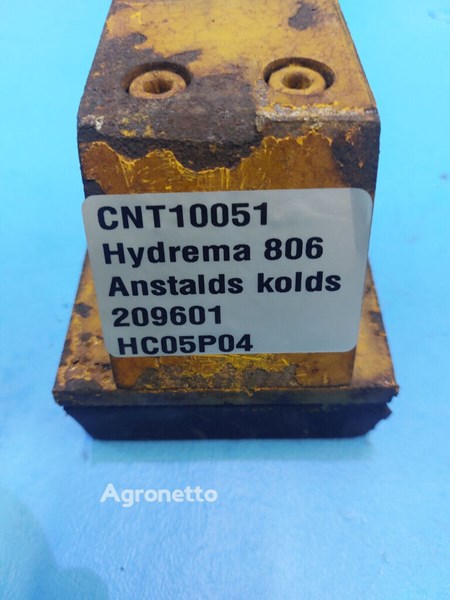 CNT10051
Hydrema 806
Anstalds kolds
209601
HC05P04
Agronetto